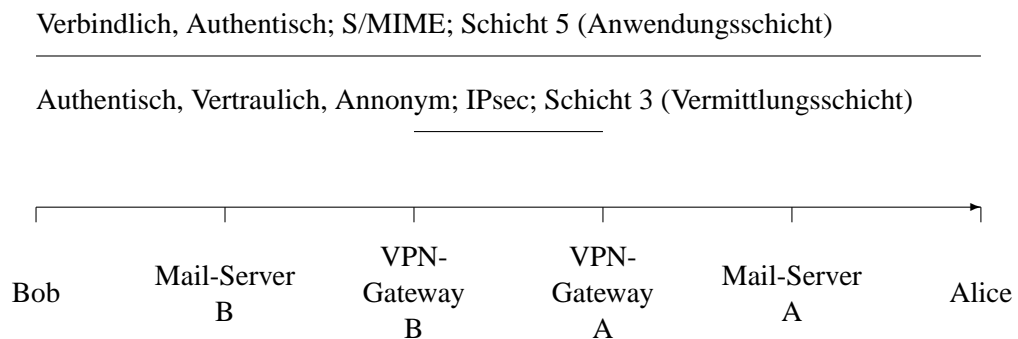 Verbindlich, Authentisch; S/MIME; Schicht 5 (Anwendungsschicht)
Authentisch, Vertraulich, Annonym; IPsec; Schicht 3 (Vermittlungsschicht)
Bob
Mail-Server
B
VPN-
Gateway
B
VPN-
Gateway
A
Mail-Server
A
Alice